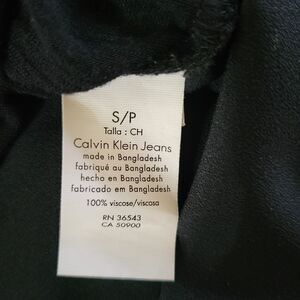 S/P
Talla : CH
Calvin Klein Jeans
made in Bangladesh
fabriqué au Bangladesh
hecho en Bangladesh
fabricado em Bangladesh
100% viscose/viscosa
RN 36543
CA 50900